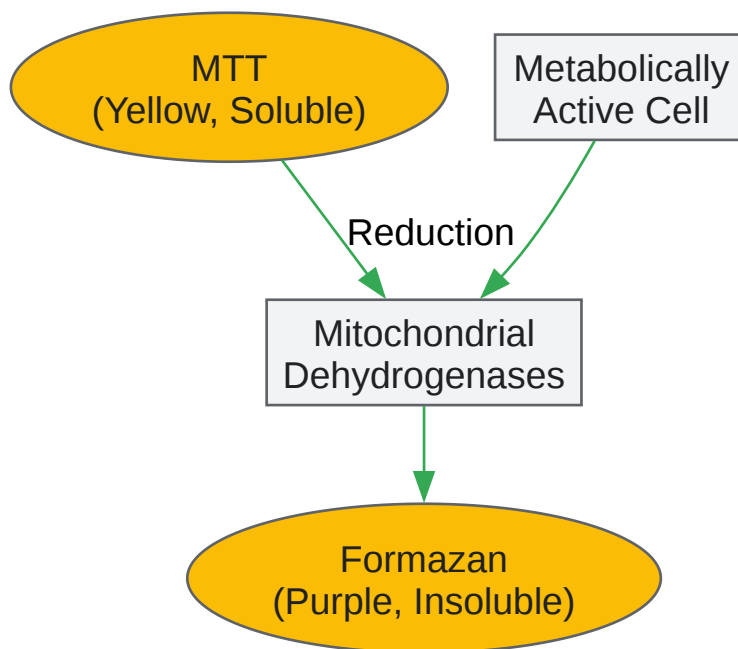 MTT
(Yellow, Soluble)
Metabolically
Active Cell
Reduction
Mitochondrial
Dehydrogenases
Formazan
(Purple, Insoluble)